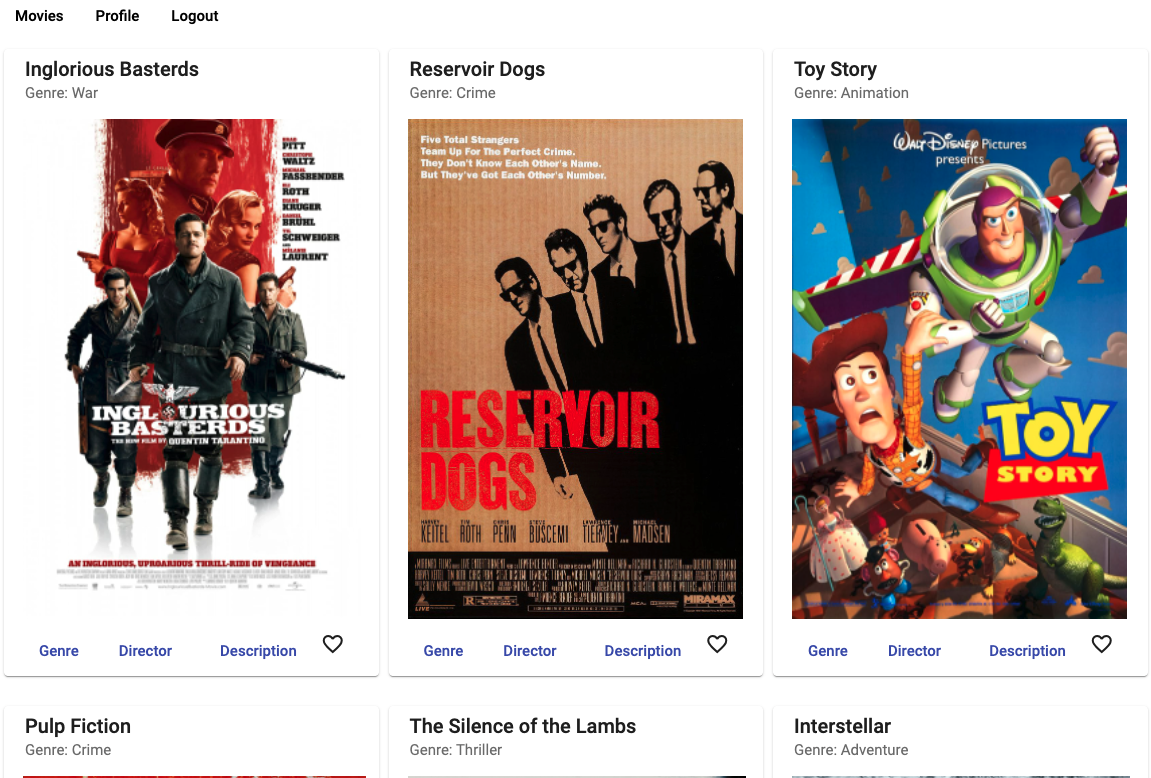 Movies Profile Logout
Inglorious Basterds
Genre: War
BRAD
PITT
CHRISTOPH
WALTZ
MICHAEL
FASSBENDER
ELI
ROTH
DIANE
KRUGER
DANIEL
BRÜHL
TIL
SCHWEIGER
AND
MÉLANIE
LAURENT
INGLOURIOUS
BASTERDS
THE NEW FILM BY QUENTIN TARANTINO
AN INGLORIOUS, UPROARIOUS THRILL-RIDE OF VENGEANCE
Genre Director Description
Reservoir Dogs
Genre: Crime
Five Total Strangers
Team Up For The Perfect Crime.
They Don't Know Each Other's Name.
But They've Got Each Other's Number.
RESERVOIR
DOGS
HARVEY KEITEL TIM ROTH CHRIS PENN STEVE BUSCEMI LAWRENCE TIERNEY AND MICHAEL MADSEN
LIVE
R
MIRAMAX
Genre Director Description
Toy Story
Genre: Animation
WALT DISNEY Pictures
presents
TOY
STORY
Genre Director Description
Pulp Fiction
Genre: Crime
The Silence of the Lambs
Genre: Thriller
Interstellar
Genre: Adventure